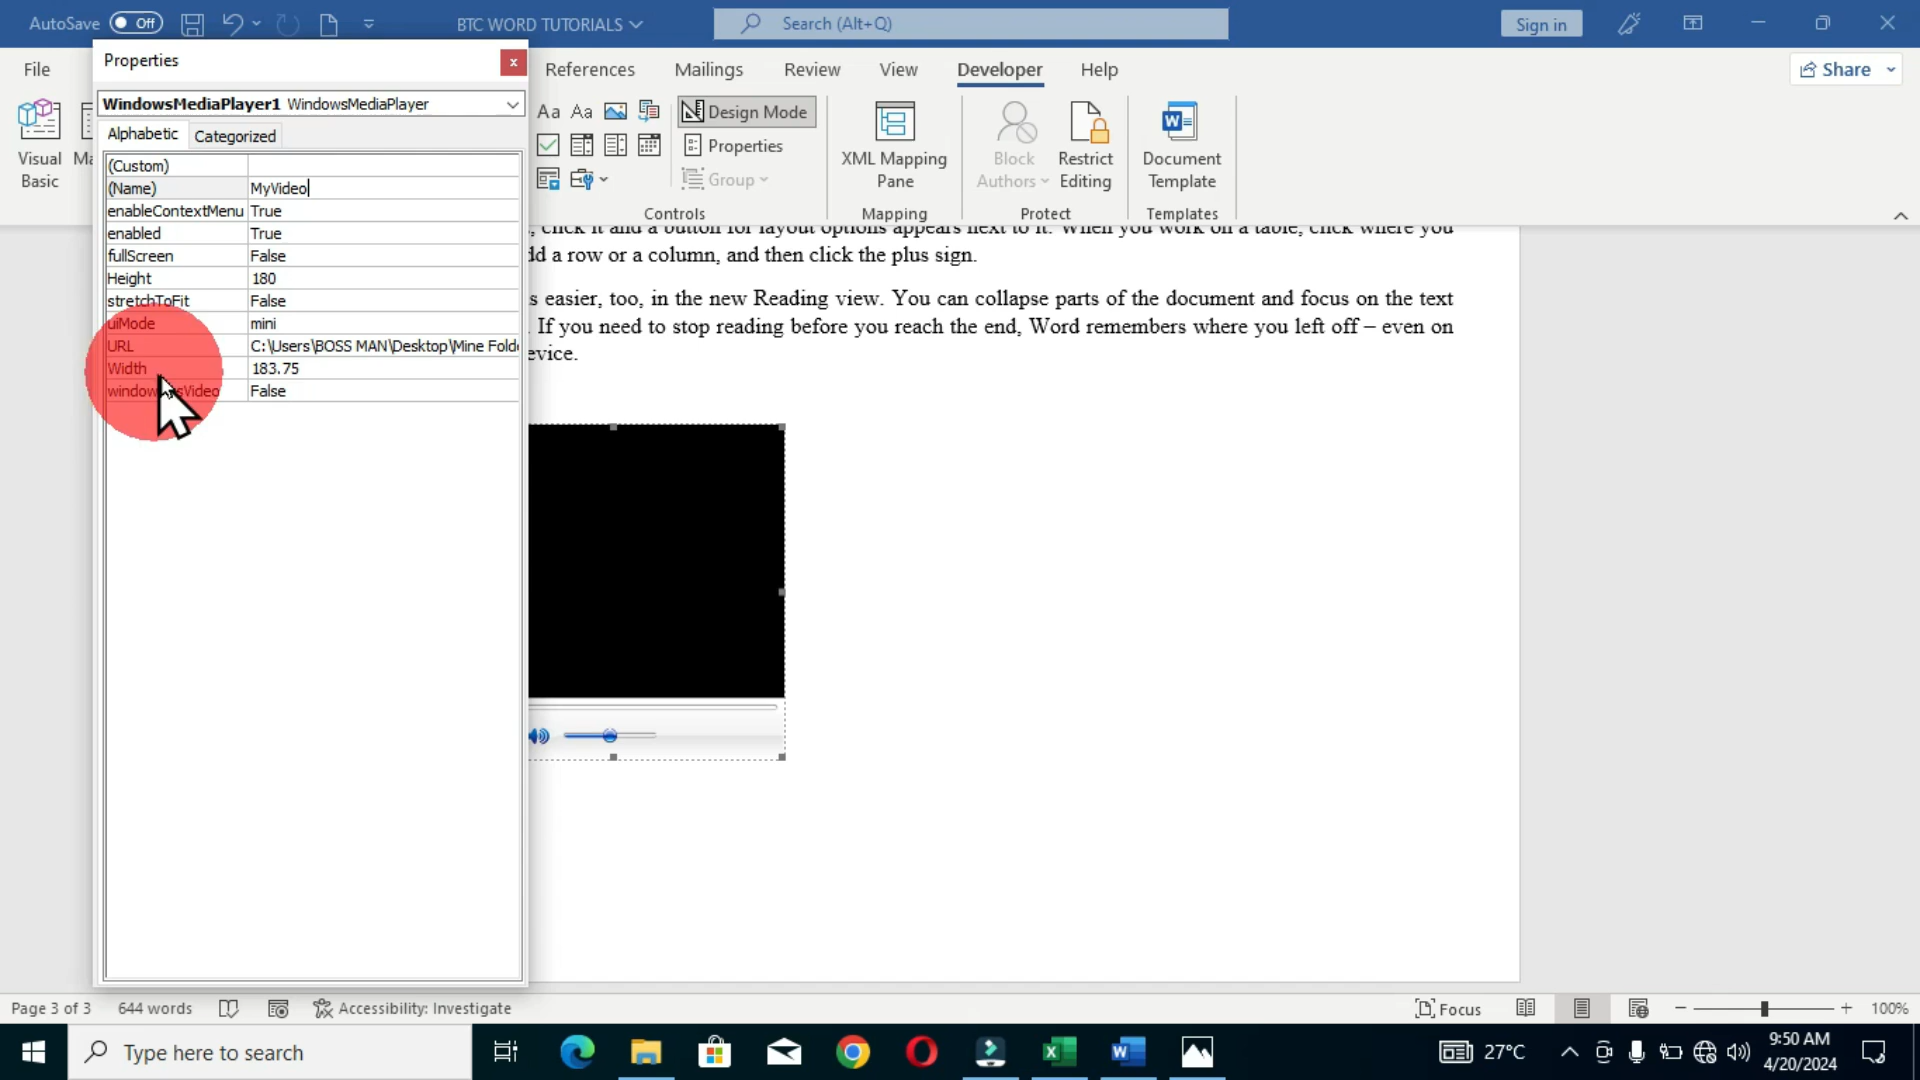 AutoSave Off
BTC WORD TUTORIALS
Search (Alt+Q)
Sign in
Properties
File
References
Mailings
Review
View
Developer
Help
Share
WindowsMediaPlayer1 WindowsMediaPlayer
Alphabetic
Categorized
(Custom)
(Name) MyVideo
enableContextMenu True
enabled True
fullScreen False
Height 180
stretchToFit False
uiMode mini
URL C:\Users\BOSS MAN\Desktop\Mine Fold
Width 183.75
False
Visual
Basic
Aa Aa
Design Mode
Properties
Group
Controls
XML Mapping
Pane
Mapping
Block
Authors
Restrict
Editing
Protect
Document
Template
Templates
, click it and a button for layout options appears next to it. When you work on a table, click where you
dd a row or a column, and then click the plus sign.
s easier, too, in the new Reading view. You can collapse parts of the document and focus on the text
. If you need to stop reading before you reach the end, Word remembers where you left off – even on
evice.
Page 3 of 3
644 words
Accessibility: Investigate
Focus
100%
Type here to search
27°C
9:50 AM
4/20/2024